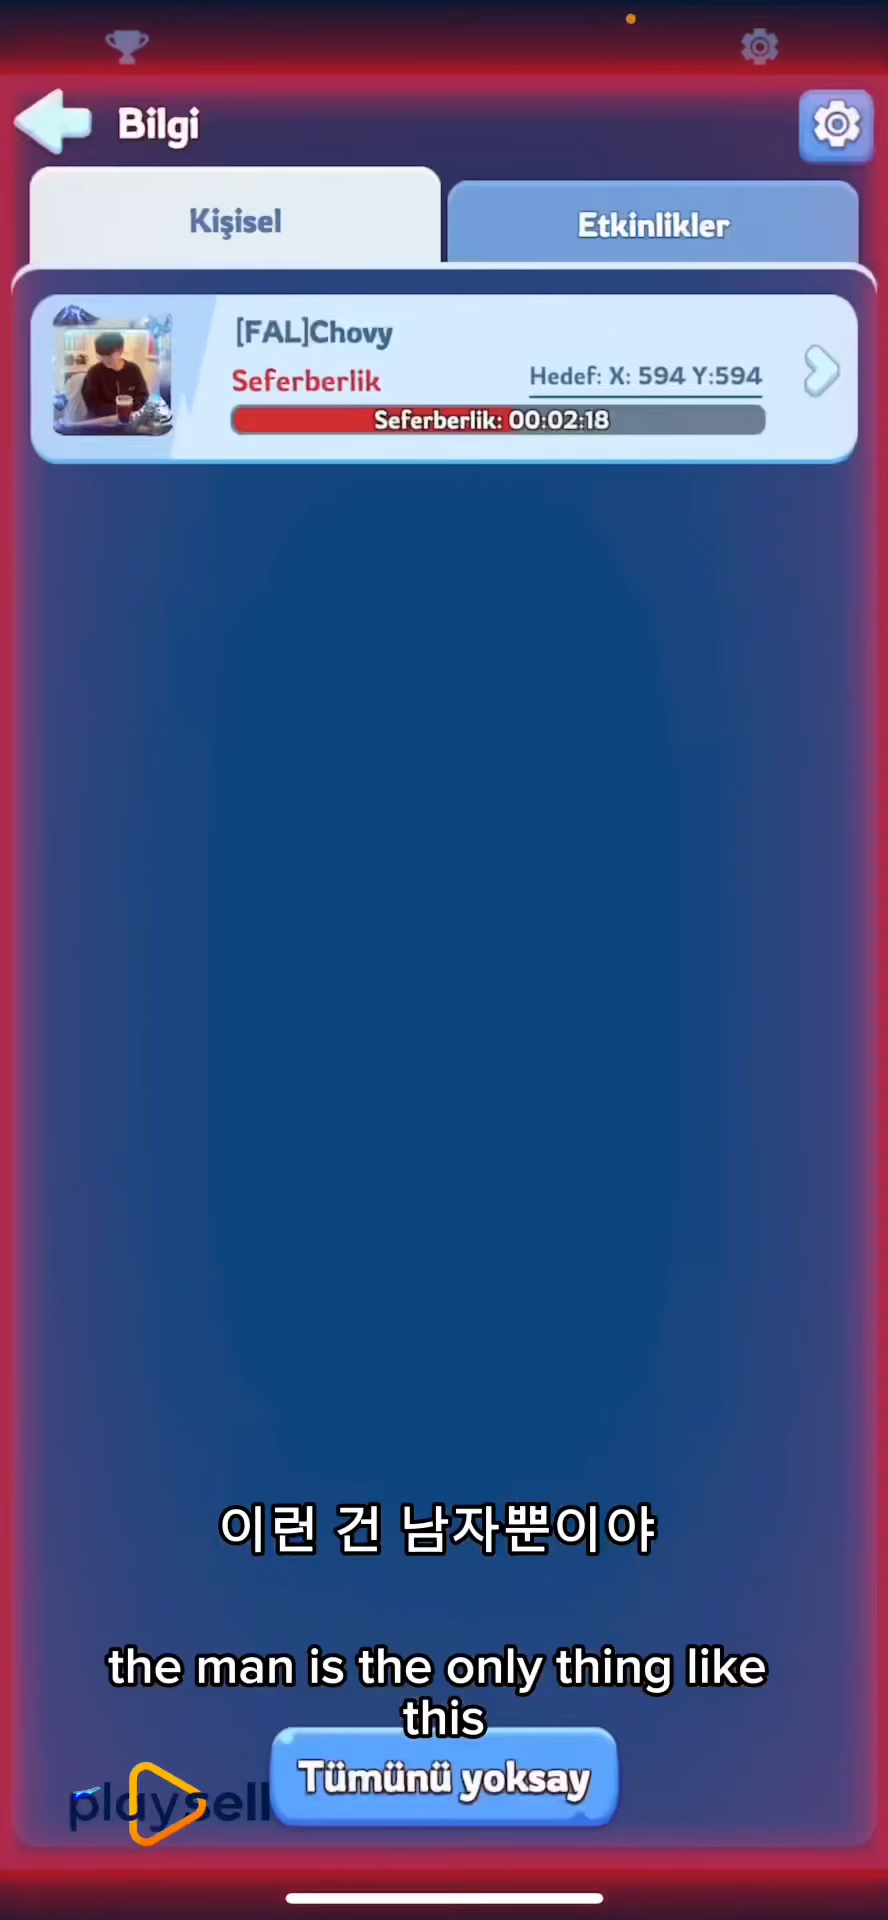 Bilgi
Kişisel
Etkinlikler
[FAL]Chovy
Seferberlik
Hedef: X: 594 Y:594
Seferberlik: 00:02:18
이런 건 남자뿐이야
the man is the only thing like
this
Tümünü yoksay
playsell